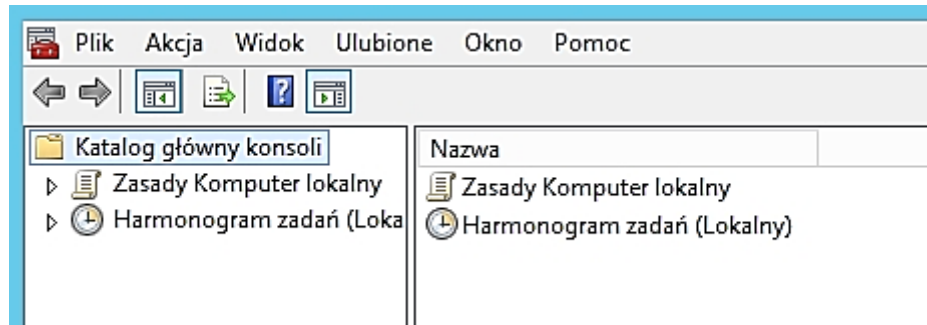 Plik Akcja Widok Ulubione Okno Pomoc
Katalog główny konsoli
Zasady Komputer lokalny
Harmonogram zadań (Loka
Nazwa
Zasady Komputer lokalny
Harmonogram zadań (Lokalny)